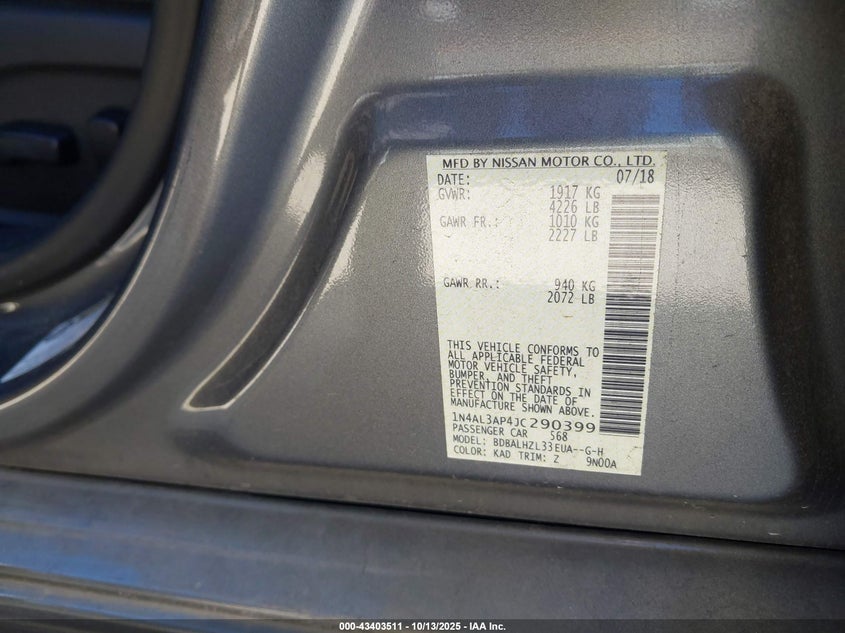 MFD BY NISSAN MOTOR CO., LTD.
DATE: 07/18
GVWR: 1917 KG
4226 LB
GAWR FR.: 1010 KG
2227 LB
GAWR RR.: 940 KG
2072 LB
THIS VEHICLE CONFORMS TO
ALL APPLICABLE FEDERAL
MOTOR VEHICLE SAFETY,
BUMPER, AND THEFT
PREVENTION STANDARDS IN
EFFECT ON THE DATE OF
MANUFACTURE SHOWN ABOVE.
1N4AL3AP4JC290399
PASSENGER CAR 568
MODEL: BDBALHZL33EUA--G-H
COLOR: KAD TRIM: Z 9N00A
000-43403511 - 10/13/2025 - IAA Inc.